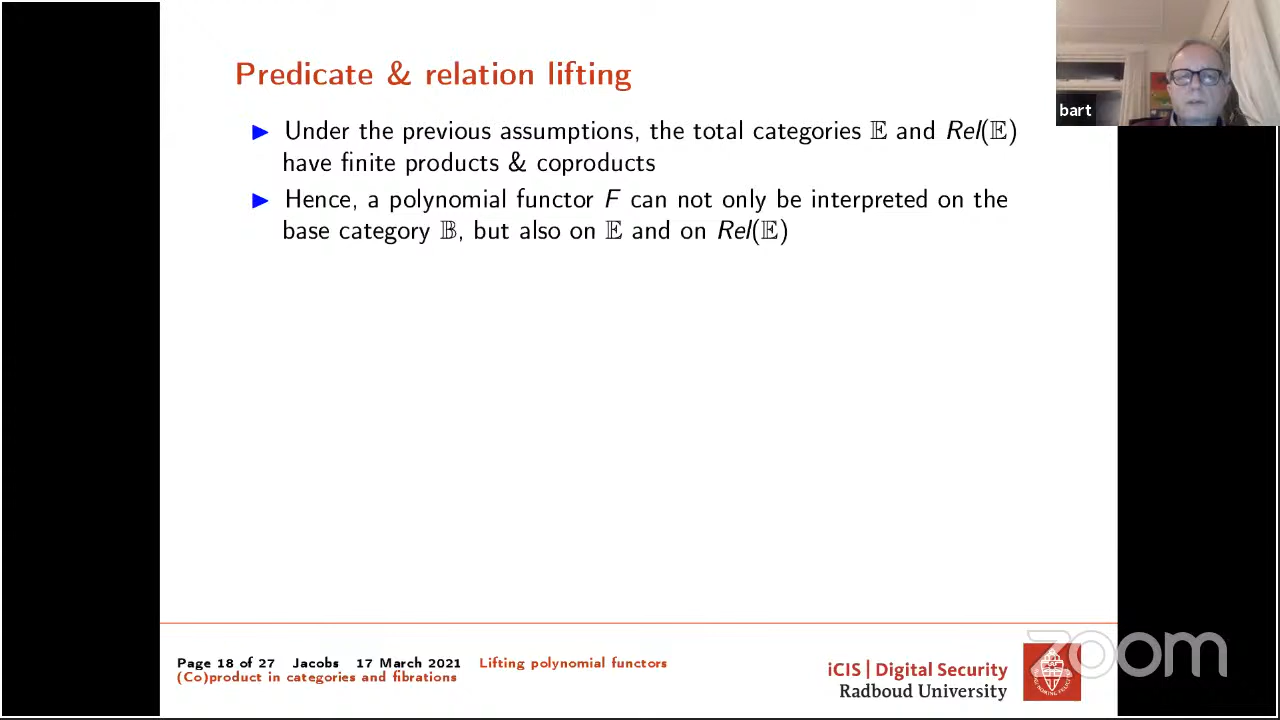 Predicate & relation lifting
▶ Under the previous assumptions, the total categories 𝔼 and Rel(𝔼)
have finite products & coproducts
▶ Hence, a polynomial functor F can not only be interpreted on the
base category 𝔹, but also on 𝔼 and on Rel(𝔼)
bart
Page 18 of 27 Jacobs 17 March 2021 Lifting polynomial functors
(Co)product in categories and fibrations
iCIS | Digital Security
Radboud University
zoom